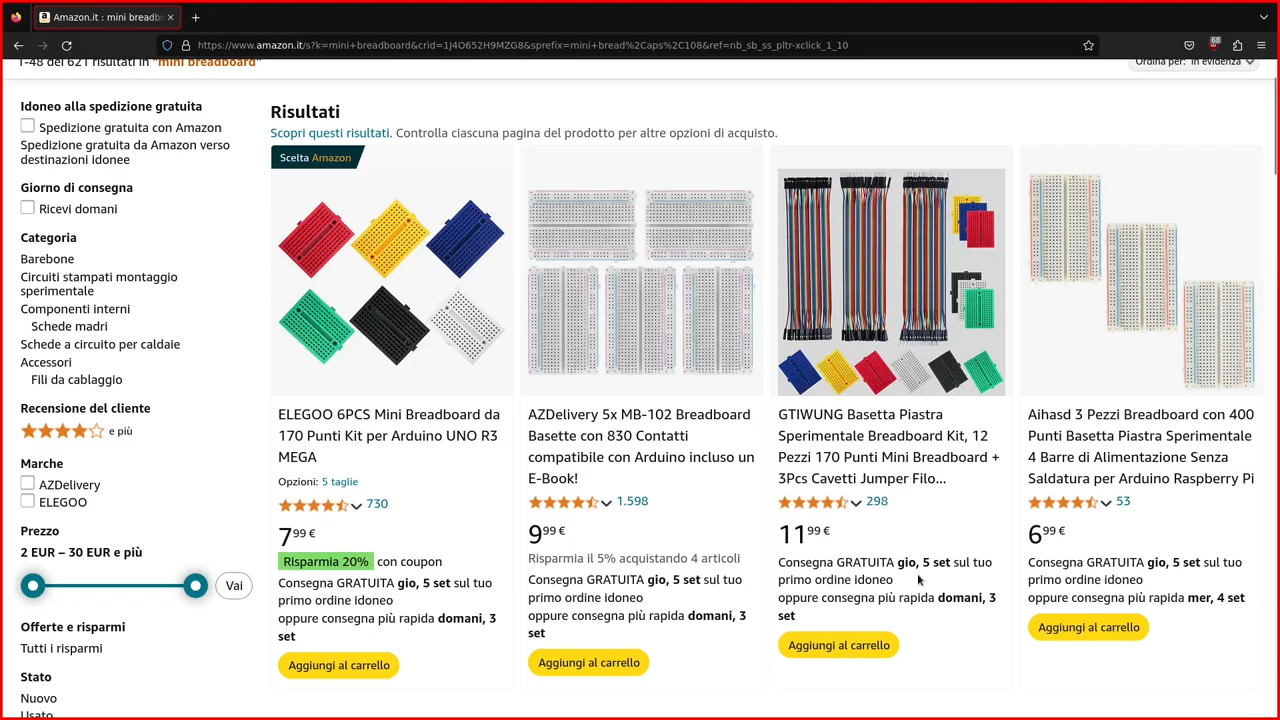 Amazon.it : mini breadbo
https://www.amazon.it/s?k=mini+breadboard&crid=1J4O652H9MZG8&sprefix=mini+bread%2Caps%2C108&ref=nb_sb_ss_pltr-xclick_1_10
68
1-48 dei 621 risultati in "mini breadboard"
Ordina per: In evidenza
Idoneo alla spedizione gratuita
Spedizione gratuita con Amazon
Spedizione gratuita da Amazon verso
destinazioni idonee
Giorno di consegna
Ricevi domani
Categoria
Barebone
Circuiti stampati montaggio
sperimentale
Componenti interni
Schede madri
Schede a circuito per caldaie
Accessori
Fili da cablaggio
Recensione del cliente
e più
Marche
AZDelivery
ELEGOO
Prezzo
2 EUR – 30 EUR e più
Vai
Offerte e risparmi
Tutti i risparmi
Stato
Nuovo
Usato
Risultati
Scopri questi risultati. Controlla ciascuna pagina del prodotto per altre opzioni di acquisto.
Scelta Amazon
ELEGOO 6PCS Mini Breadboard da
170 Punti Kit per Arduino UNO R3
MEGA
Opzioni: 5 taglie
730
7,99 €
Risparmia 20% con coupon
Consegna GRATUITA gio, 5 set sul tuo
primo ordine idoneo
oppure consegna più rapida domani, 3
set
Aggiungi al carrello
AZDelivery 5x MB-102 Breadboard
Basette con 830 Contatti
compatibile con Arduino incluso un
E-Book!
1.598
9,99 €
Risparmia il 5% acquistando 4 articoli
Consegna GRATUITA gio, 5 set sul tuo
primo ordine idoneo
oppure consegna più rapida domani, 3
set
Aggiungi al carrello
GTIWUNG Basetta Piastra
Sperimentale Breadboard Kit, 12
Pezzi 170 Punti Mini Breadboard +
3Pcs Cavetti Jumper Filo...
298
11,99 €
Consegna GRATUITA gio, 5 set sul tuo
primo ordine idoneo
oppure consegna più rapida domani, 3
set
Aggiungi al carrello
Aihasd 3 Pezzi Breadboard con 400
Punti Basetta Piastra Sperimentale
4 Barre di Alimentazione Senza
Saldatura per Arduino Raspberry Pi
53
6,99 €
Consegna GRATUITA gio, 5 set sul tuo
primo ordine idoneo
oppure consegna più rapida mer, 4 set
Aggiungi al carrello